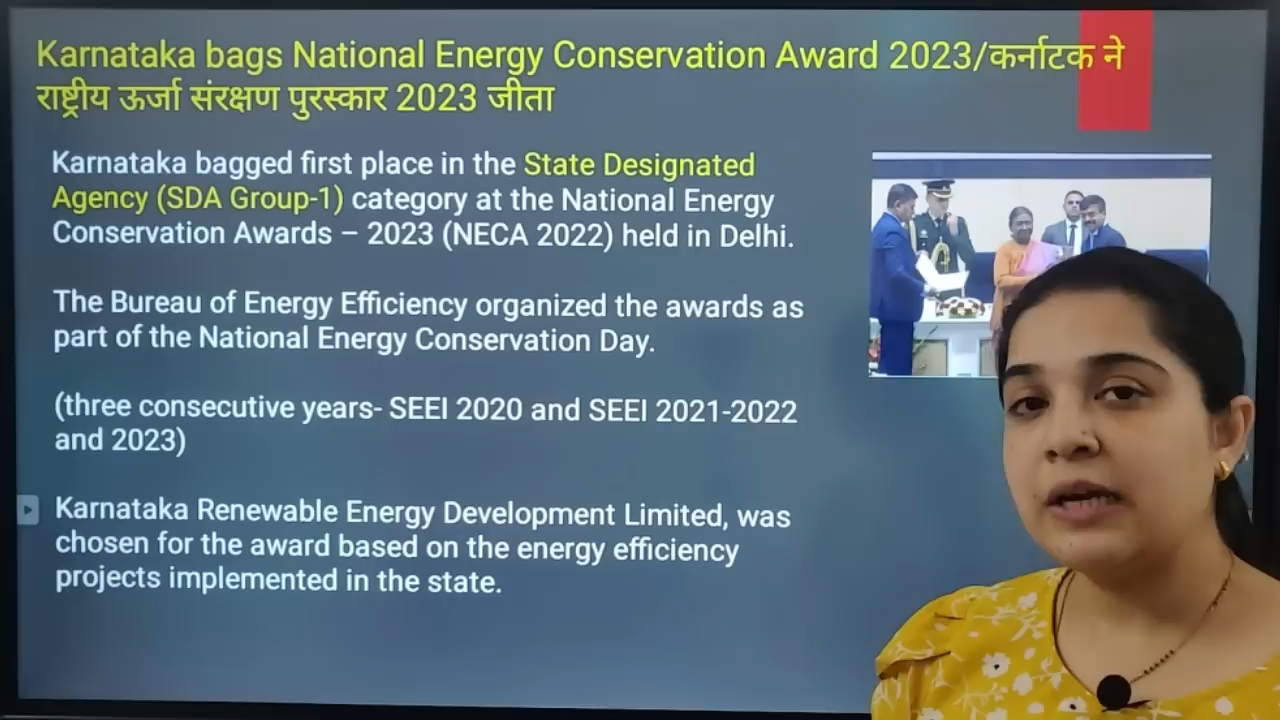 Karnataka bags National Energy Conservation Award 2023/कर्नाटक ने
राष्ट्रीय ऊर्जा संरक्षण पुरस्कार 2023 जीता
Karnataka bagged first place in the State Designated
Agency (SDA Group-1) category at the National Energy
Conservation Awards – 2023 (NECA 2022) held in Delhi.
The Bureau of Energy Efficiency organized the awards as
part of the National Energy Conservation Day.
(three consecutive years- SEEI 2020 and SEEI 2021-2022
and 2023)
Karnataka Renewable Energy Development Limited, was
chosen for the award based on the energy efficiency
projects implemented in the state.